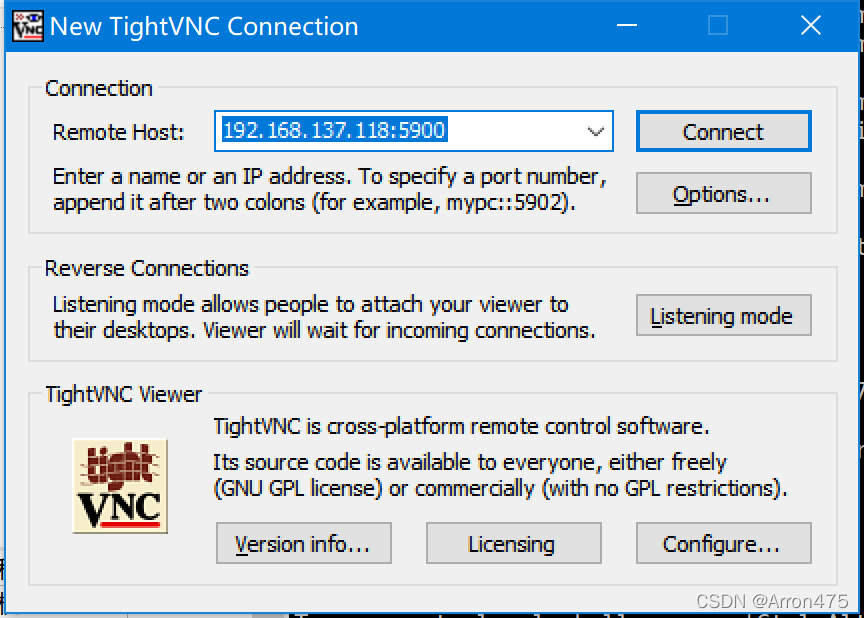 New TightVNC Connection
Connection
Remote Host:
192.168.137.118:5900
Connect
Enter a name or an IP address. To specify a port number,
append it after two colons (for example, mypc::5902).
Options...
Reverse Connections
Listening mode allows people to attach your viewer to
their desktops. Viewer will wait for incoming connections.
Listening mode
TightVNC Viewer
TightVNC is cross-platform remote control software.
Its source code is available to everyone, either freely
(GNU GPL license) or commercially (with no GPL restrictions).
tight
VNC
Version info...
Licensing
Configure...
CSDN @Arron475